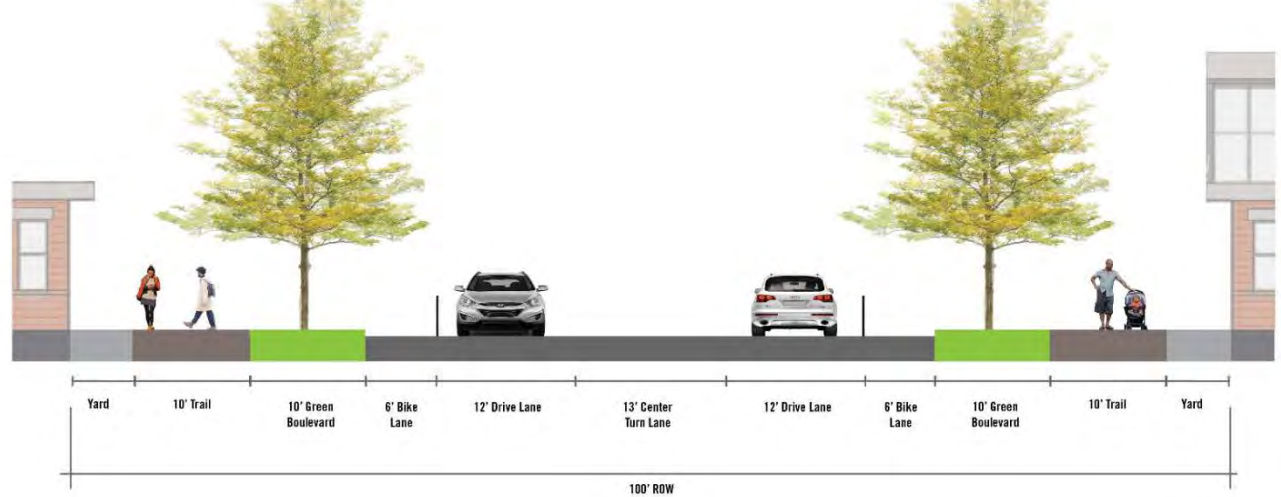 Yard
10' Trail
10' Green
Boulevard
6' Bike
Lane
12' Drive Lane
13' Center
Turn Lane
12' Drive Lane
6' Bike
Lane
10' Green
Boulevard
10' Trail
Yard
100' ROW